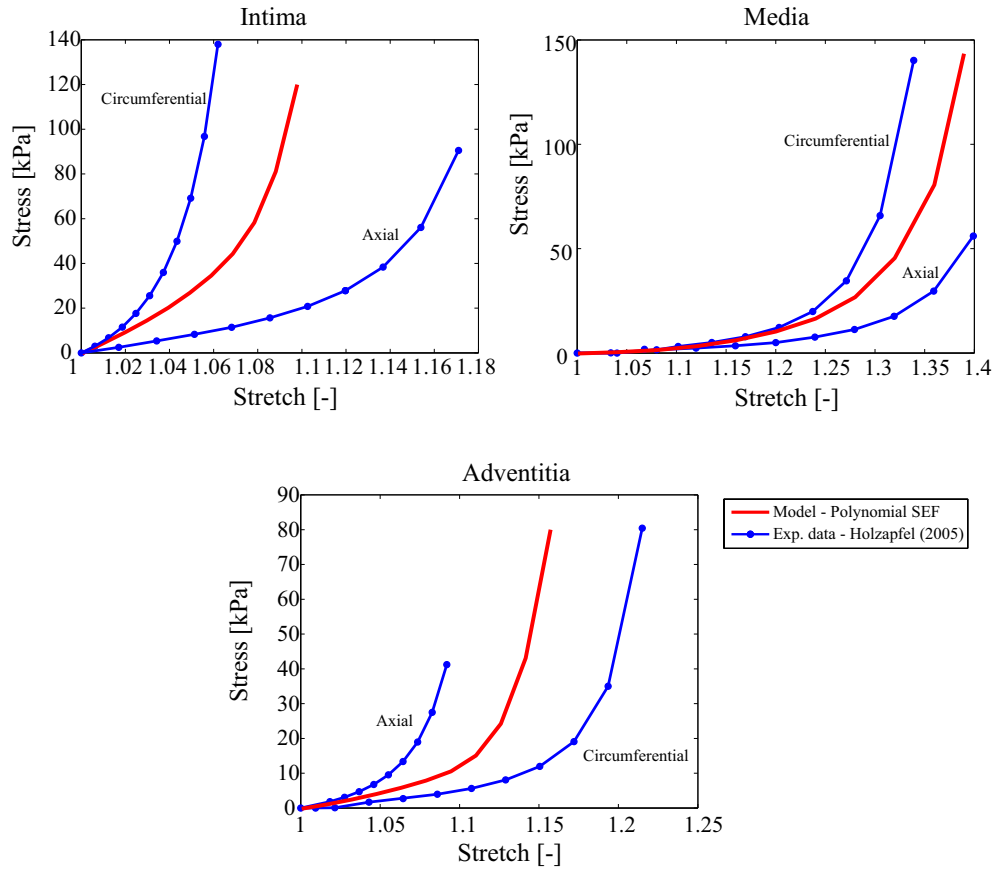 Intima
Stress [kPa]
140
120
100
80
60
40
20
0
Circumferential
Axial
1 1.02 1.04 1.06 1.08 1.1 1.12 1.14 1.16 1.18
Stretch [-]
Media
Stress [kPa]
150
100
50
0
Circumferential
Axial
1 1.05 1.1 1.15 1.2 1.25 1.3 1.35 1.4
Stretch [-]
Adventitia
Stress [kPa]
90
80
70
60
50
40
30
20
10
0
Axial
Circumferential
1 1.05 1.1 1.15 1.2 1.25
Stretch [-]
Model - Polynomial SEF
Exp. data - Holzapfel (2005)